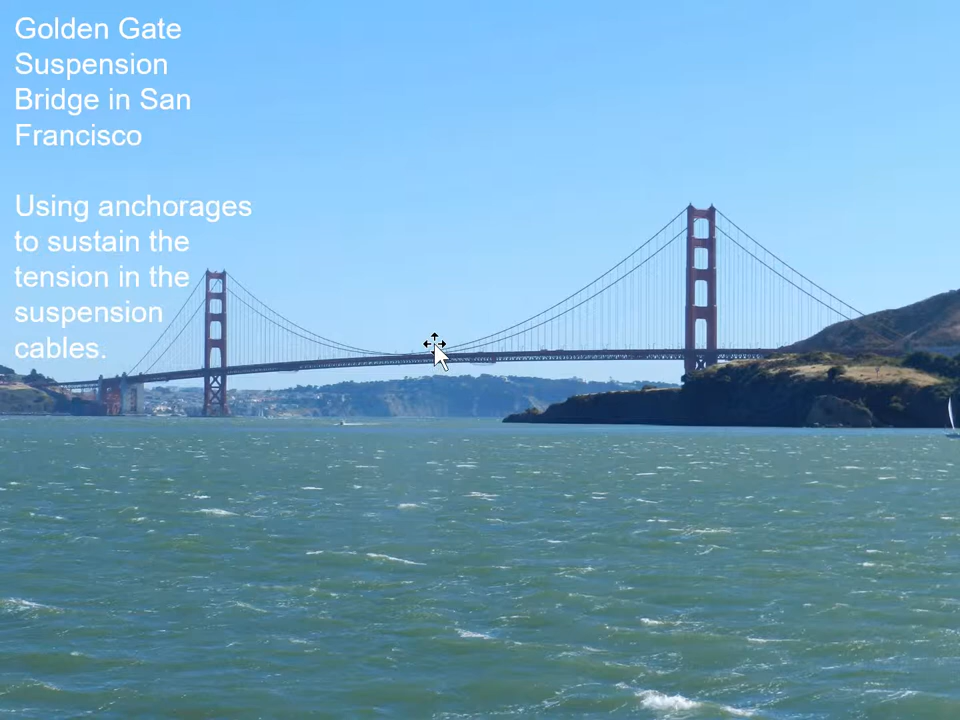 Golden Gate
Suspension
Bridge in San
Francisco
Using anchorages
to sustain the
tension in the
suspension
cables.